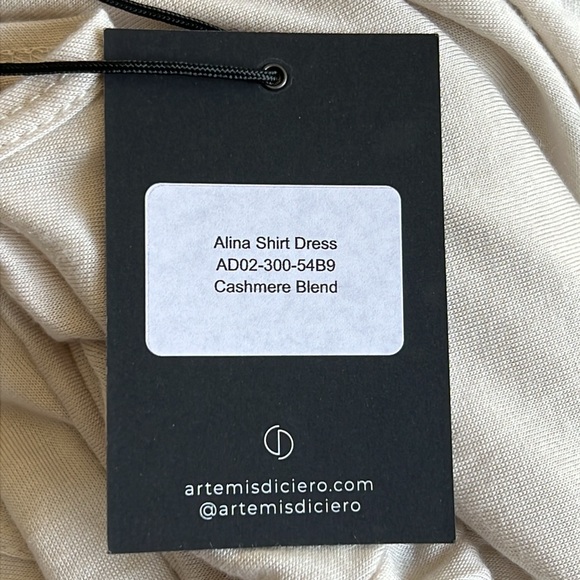 Alina Shirt Dress
AD02-300-54B9
Cashmere Blend
artemisdiciero.com
@artemisdiciero